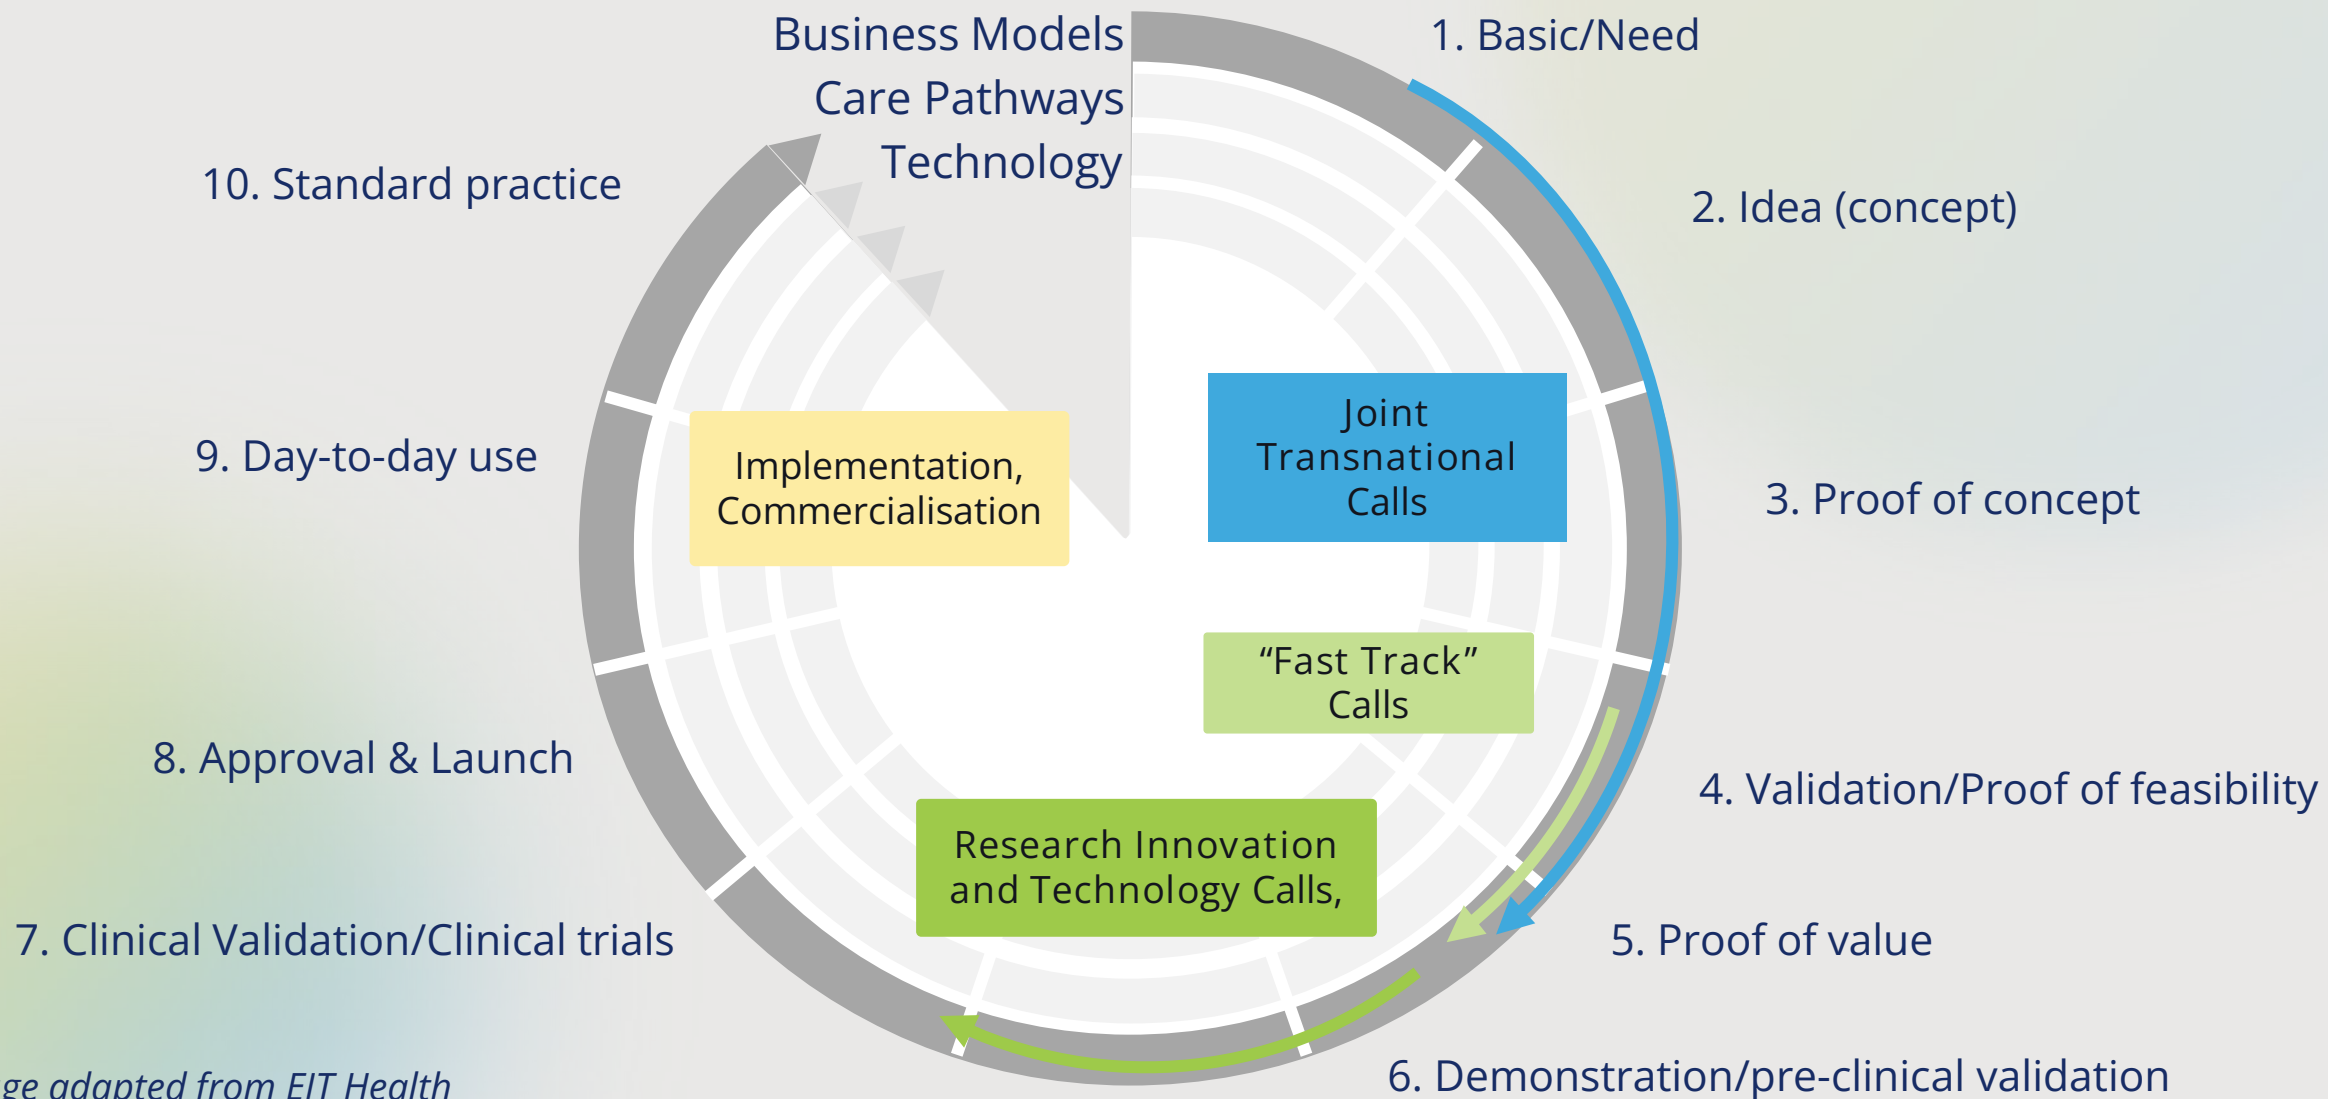 Business Models
Care Pathways
Technology
1. Basic/Need
2. Idea (concept)
3. Proof of concept
4. Validation/Proof of feasibility
5. Proof of value
6. Demonstration/pre-clinical validation
7. Clinical Validation/Clinical trials
8. Approval & Launch
9. Day-to-day use
10. Standard practice
Joint
Transnational
Calls
“Fast Track”
Calls
Research Innovation
and Technology Calls,
Implementation,
Commercialisation
adapted from EIT Health